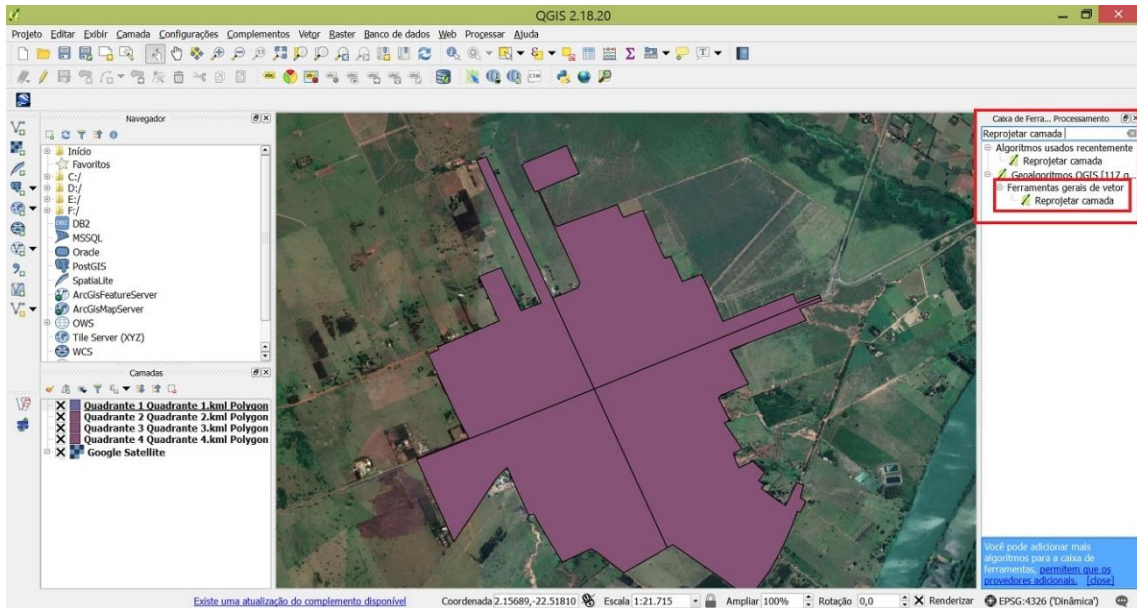 QGIS 2.18.20
Projeto Editar Exibir Camada Configurações Complementos Vetor Raster Banco de dados Web Processar Ajuda
Navegador
Início
Favoritos
C:/
D:/
E:/
F:/
DB2
MSSQL
Oracle
PostGIS
SpatiaLite
ArcGisFeatureServer
ArcGisMapServer
OWS
Tile Server (XYZ)
WCS
Camadas
Quadrante 1 Quadrante 1.kml Polygon
Quadrante 2 Quadrante 2.kml Polygon
Quadrante 3 Quadrante 3.kml Polygon
Quadrante 4 Quadrante 4.kml Polygon
Google Satellite
Caixa de Ferra... Processamento
Reprojetar camada
Algoritmos usados recentemente
Reprojetar camada
Geoalgoritmos QGIS [117 g...
Ferramentas gerais de vetor
Reprojetar camada
Você pode adicionar mais
algoritmos para a caixa de
ferramentas, permitem que os
provedores adicionais. [close]
Existe uma atualização do complemento disponível Coordenada 2.15689,-22.51810 Escala 1:21.715 Ampliar 100% Rotação 0,0 Renderizar EPSG:4326 ('Dinâmica')